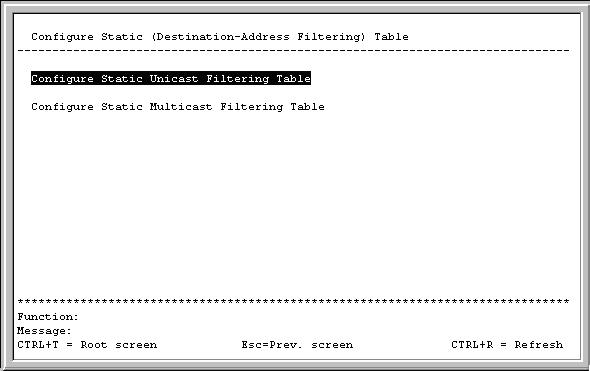 Configure Static (Destination-Address Filtering) Table
-------------------------------------------------------------------------------
Configure Static Unicast Filtering Table
Configure Static Multicast Filtering Table
*******************************************************************************
Function:
Message:
CTRL+T = Root screen Esc=Prev. screen CTRL+R = Refresh